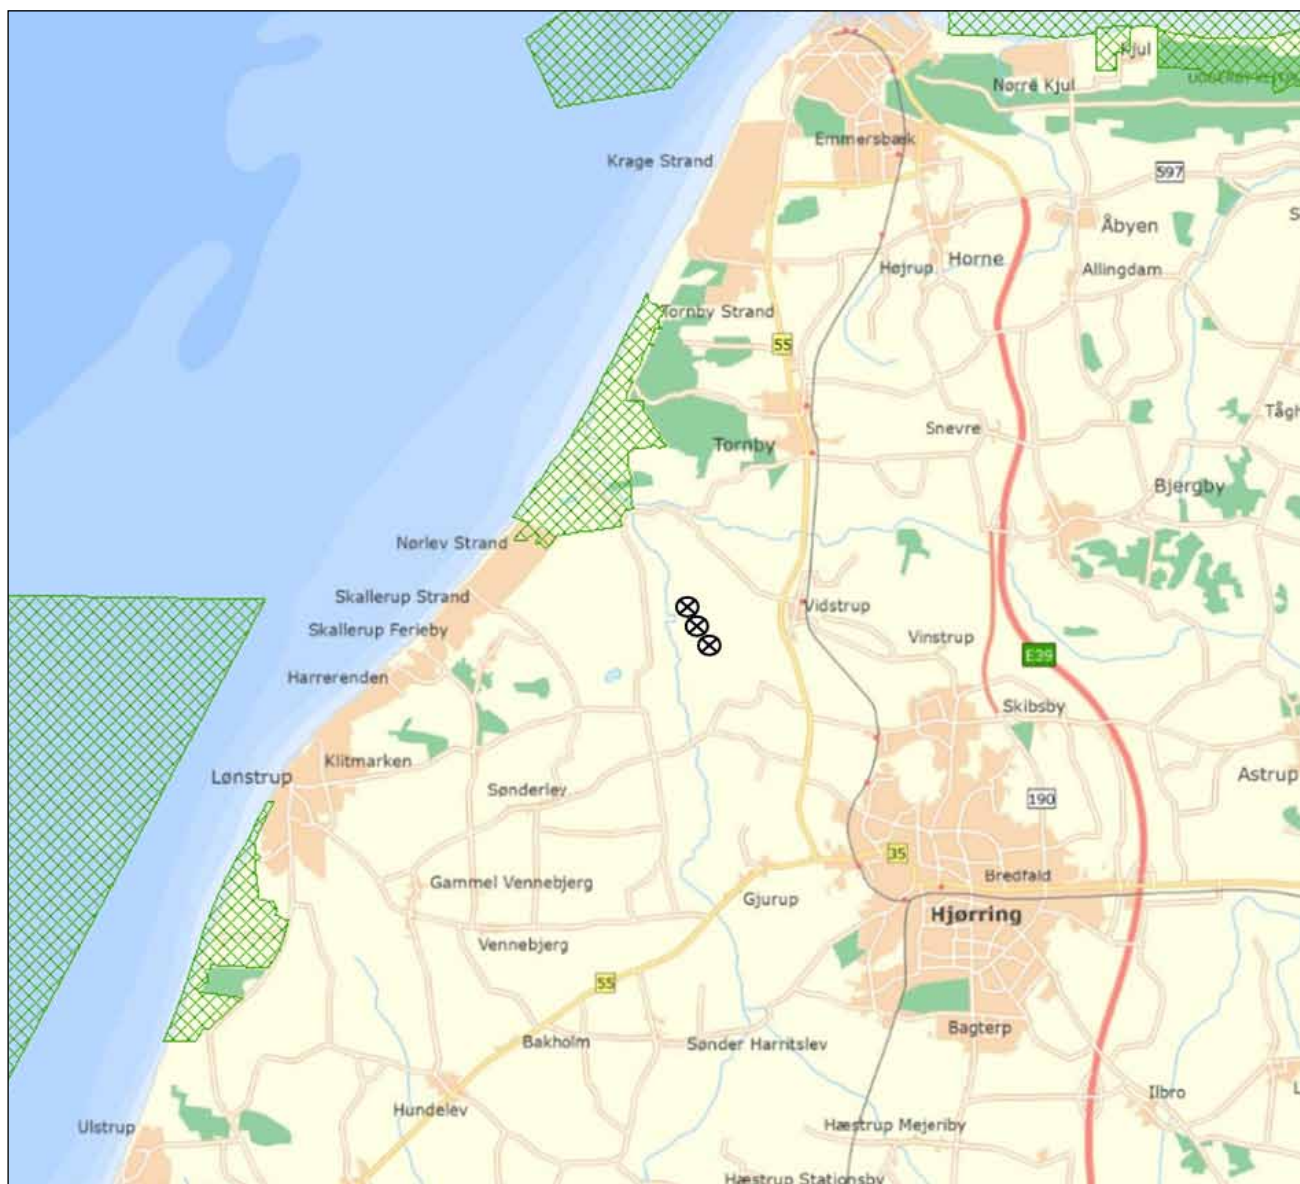 Kjul
Nørre Kjul
Emmersbæk
Krage Strand
597
Åbyen
Horne
Højrup
Allingdam
Tornby Strand
55
Snevre
Tornby
Bjergby
Nørlev Strand
Skallerup Strand
Vidstrup
Skallerup Ferieby
Vinstrup
E39
Harrerenden
Skibsby
Klitmarken
Lønstrup
Astrup
Sønderlev
190
35
Bredfald
Gammel Vennebjerg
Gjurup
Hjørring
Vennebjerg
55
Bagterp
Bakholm
Sønder Harritslev
Ilbro
Hundelev
Ulstrup
Hæstrup Mejeriby
Hæstrup Stationsby